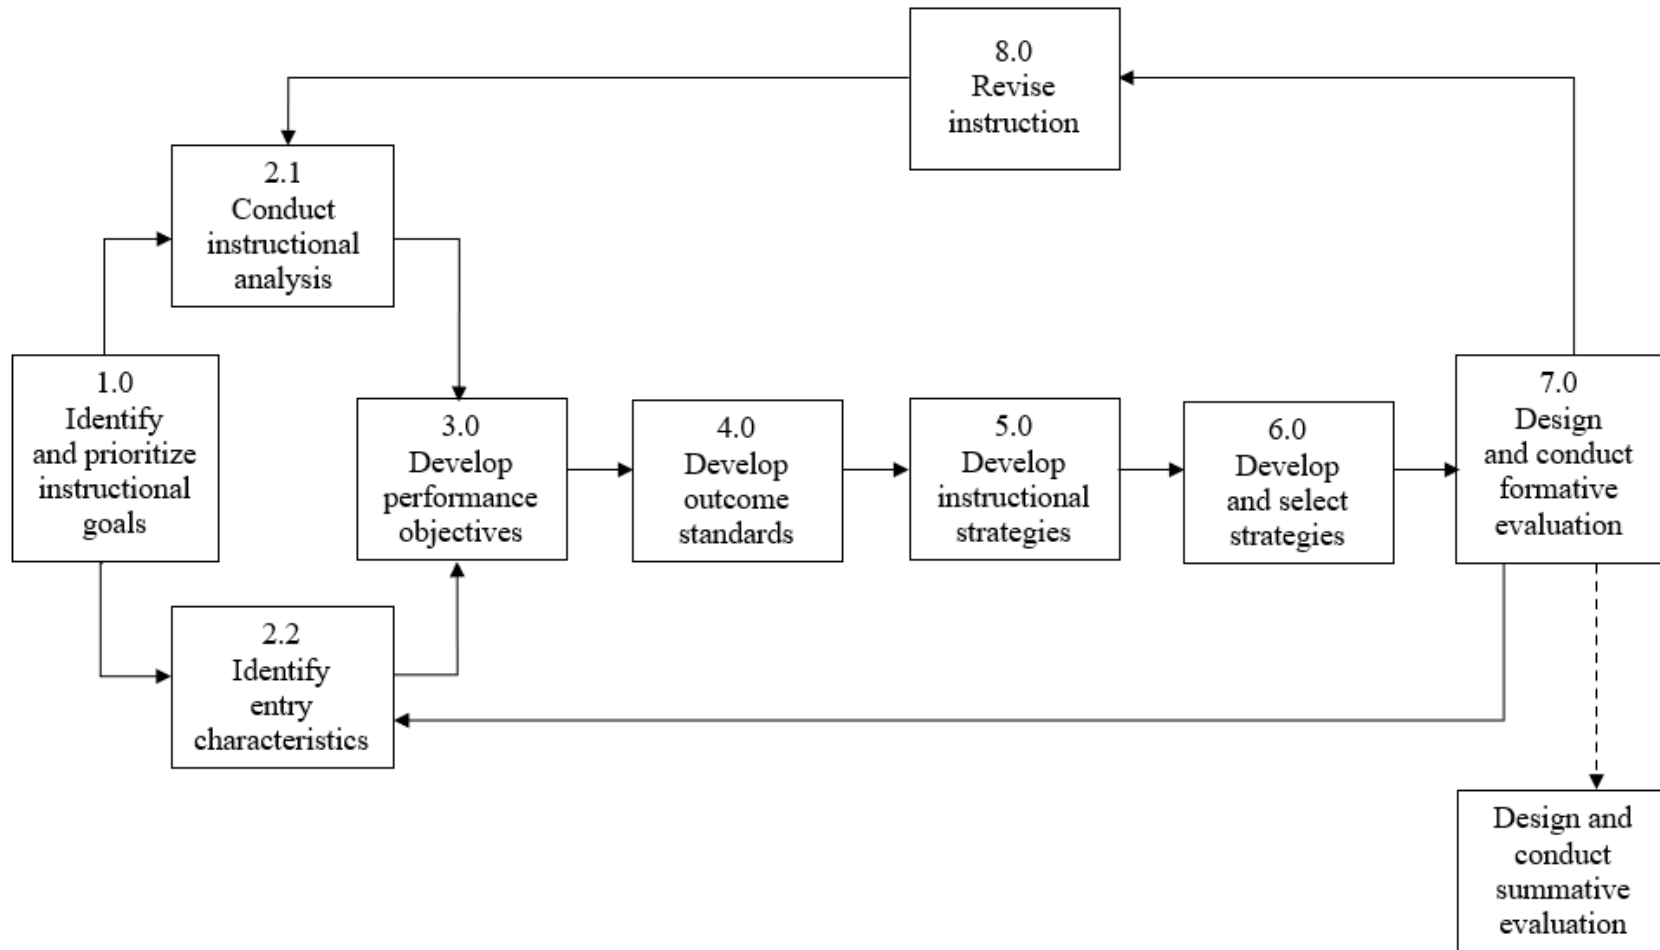 8.0
Revise
instruction
2.1
Conduct
instructional
analysis
1.0
Identify
and prioritize
instructional
goals
3.0
Develop
performance
objectives
4.0
Develop
outcome
standards
5.0
Develop
instructional
strategies
6.0
Develop
and select
strategies
7.0
Design
and conduct
formative
evaluation
2.2
Identify
entry
characteristics
Design and
conduct
summative
evaluation